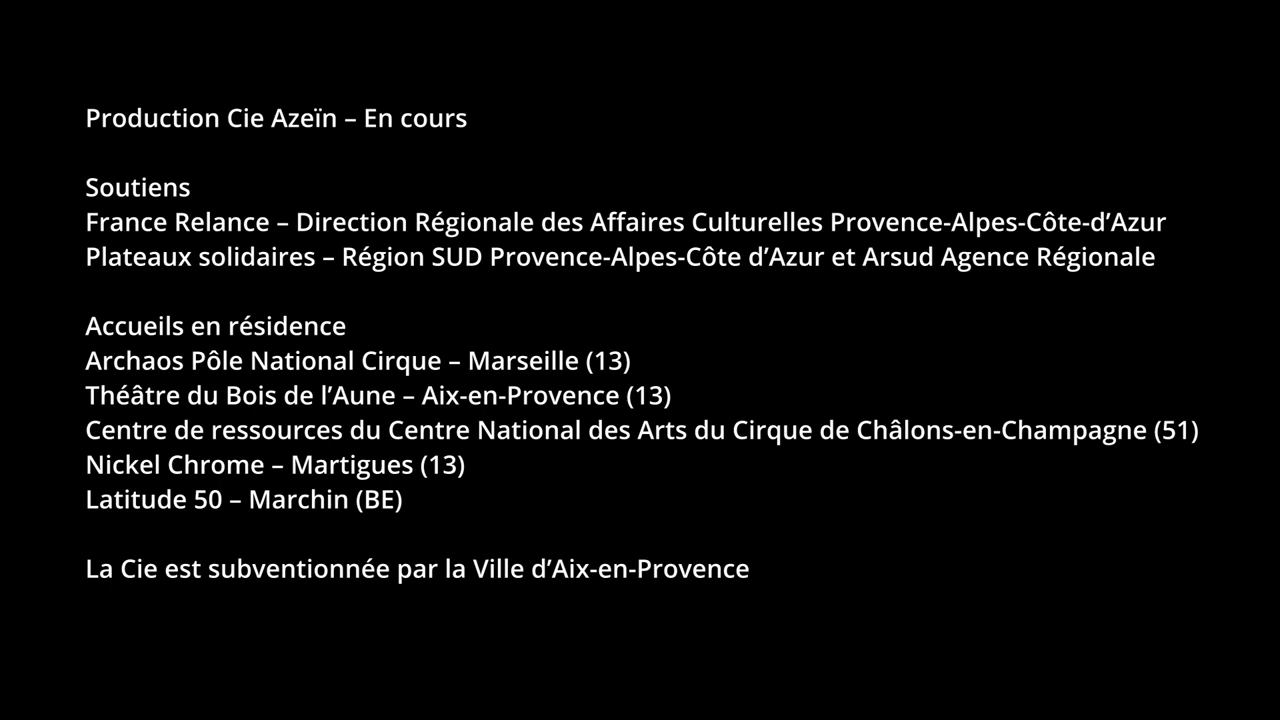 Production Cie Azeïn – En cours
Soutiens
France Relance – Direction Régionale des Affaires Culturelles Provence-Alpes-Côte-d’Azur
Plateaux solidaires – Région SUD Provence-Alpes-Côte d’Azur et Arsud Agence Régionale
Accueils en résidence
Archaos Pôle National Cirque – Marseille (13)
Théâtre du Bois de l’Aune – Aix-en-Provence (13)
Centre de ressources du Centre National des Arts du Cirque de Châlons-en-Champagne (51)
Nickel Chrome – Martigues (13)
Latitude 50 – Marchin (BE)
La Cie est subventionnée par la Ville d’Aix-en-Provence